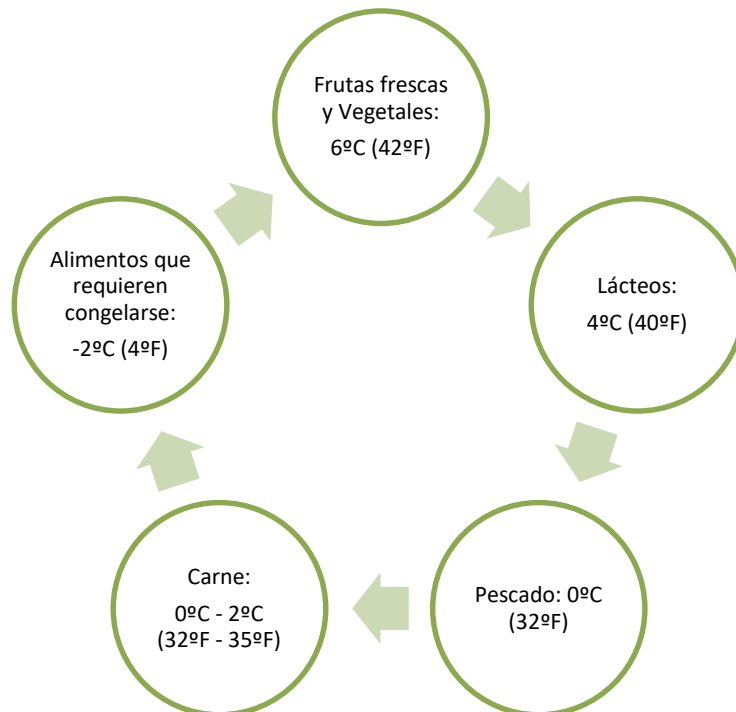 Frutas frescas
y Vegetales:
6ºC (42ºF)
Lácteos:
4ºC (40ºF)
Pescado: 0ºC
(32ºF)
Carne:
0ºC - 2ºC
(32ºF - 35ºF)
Alimentos que
requieren
congelarse:
-2ºC (4ºF)